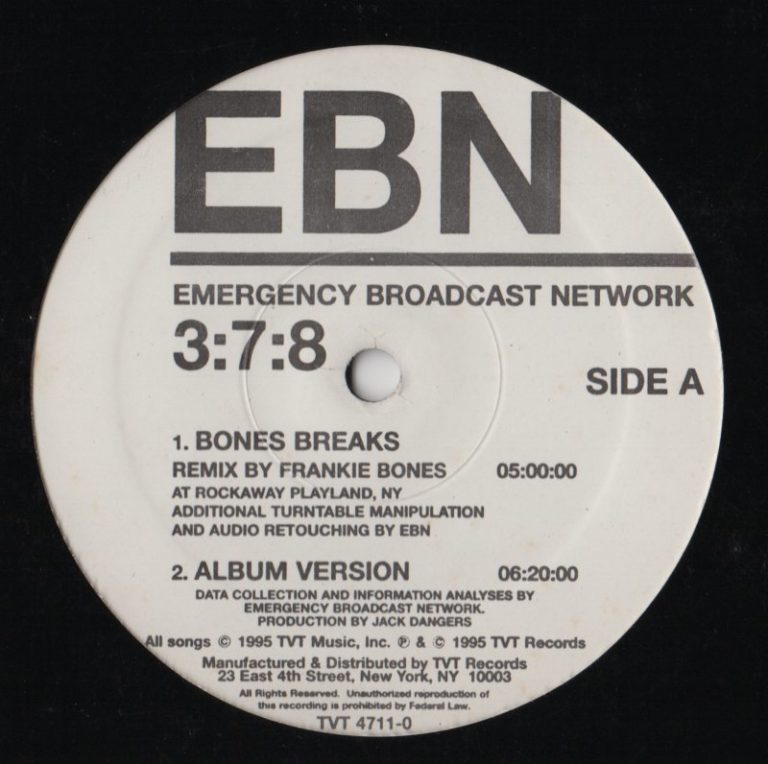 EBN
EMERGENCY BROADCAST NETWORK
3:7:8
SIDE A
1. BONES BREAKS
REMIX BY FRANKIE BONES 05:00:00
AT ROCKAWAY PLAYLAND, NY
ADDITIONAL TURNTABLE MANIPULATION
AND AUDIO RETOUCHING BY EBN
2. ALBUM VERSION 06:20:00
DATA COLLECTION AND INFORMATION ANALYSES BY
EMERGENCY BROADCAST NETWORK.
PRODUCTION BY JACK DANGERS
All songs © 1995 TVT Music, Inc. ℗ & © 1995 TVT Records
Manufactured & Distributed by TVT Records
23 East 4th Street, New York, NY 10003
All Rights Reserved. Unauthorized reproduction of
this recording is prohibited by Federal Law.
TVT 4711-0